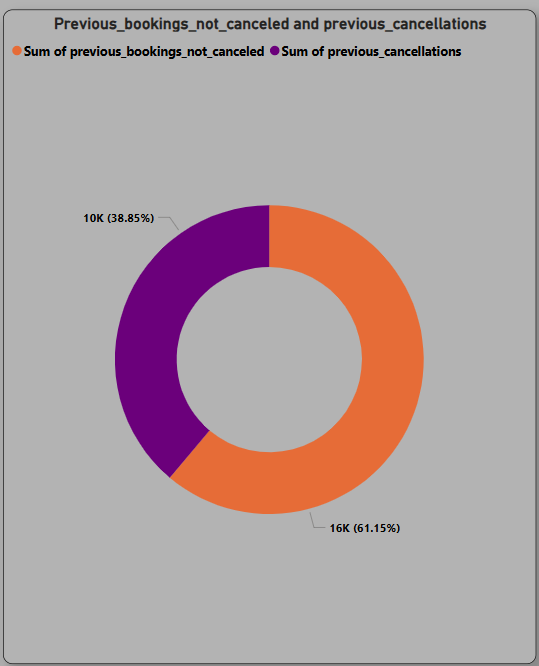 Previous_bookings_not_canceled and previous_cancellations
Sum of previous_bookings_not_canceled Sum of previous_cancellations
10K (38.85%)
16K (61.15%)